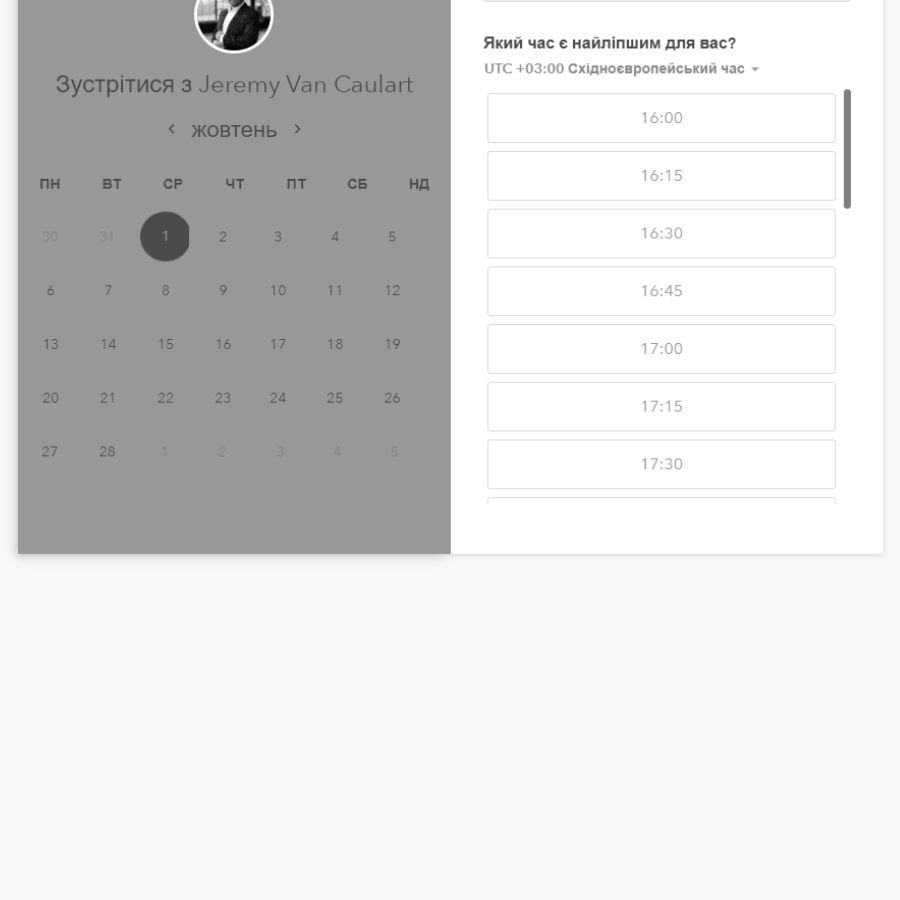 Зустрітися з Jeremy Van Caulart
жовтень
ПН ВТ СР ЧТ ПТ СБ НД
30 31 1 2 3 4 5
6 7 8 9 10 11 12
13 14 15 16 17 18 19
20 21 22 23 24 25 26
27 28 1 2 3 4 5
Який час є найліпшим для вас?
UTC +03:00 Східноєвропейський час
16:00
16:15
16:30
16:45
17:00
17:15
17:30